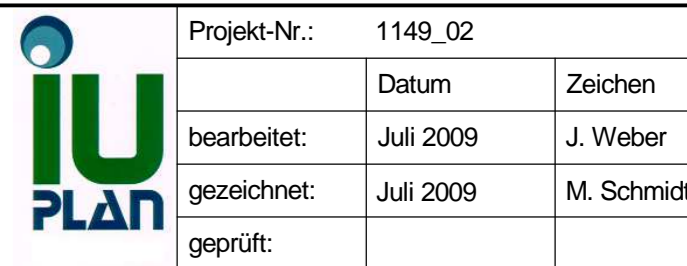 iU
PLAN
Projekt-Nr.: 1149_02
Datum Zeichen
bearbeitet: Juli 2009 J. Weber
gezeichnet: Juli 2009 M. Schmidt
geprüft: